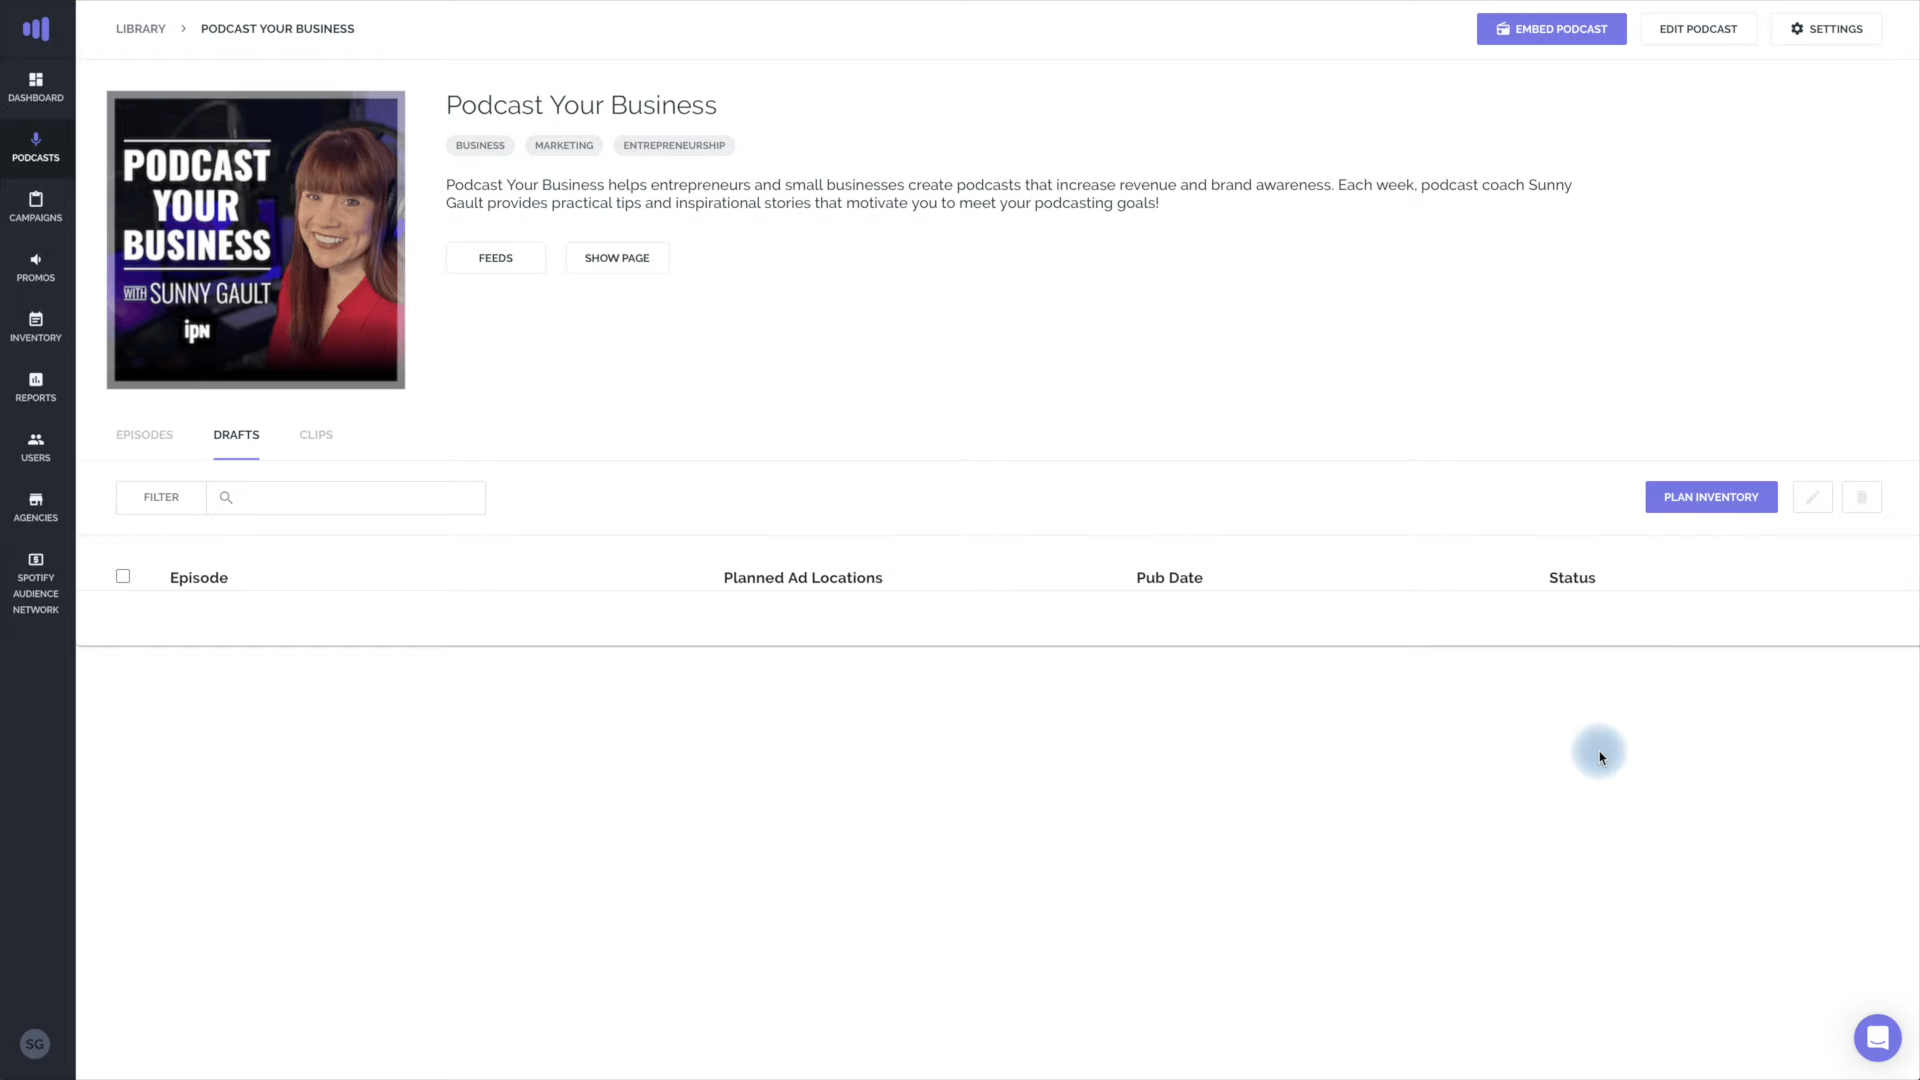 LIBRARY > PODCAST YOUR BUSINESS
EMBED PODCAST
EDIT PODCAST
SETTINGS
DASHBOARD
PODCASTS
CAMPAIGNS
PROMOS
INVENTORY
REPORTS
USERS
AGENCIES
SPOTIFY
AUDIENCE
NETWORK
SG
PODCAST
YOUR
BUSINESS
WITH SUNNY GAULT
ipn
Podcast Your Business
BUSINESS
MARKETING
ENTREPRENEURSHIP
Podcast Your Business helps entrepreneurs and small businesses create podcasts that increase revenue and brand awareness. Each week, podcast coach Sunny
Gault provides practical tips and inspirational stories that motivate you to meet your podcasting goals!
FEEDS
SHOW PAGE
EPISODES
DRAFTS
CLIPS
FILTER
PLAN INVENTORY
Episode
Planned Ad Locations
Pub Date
Status